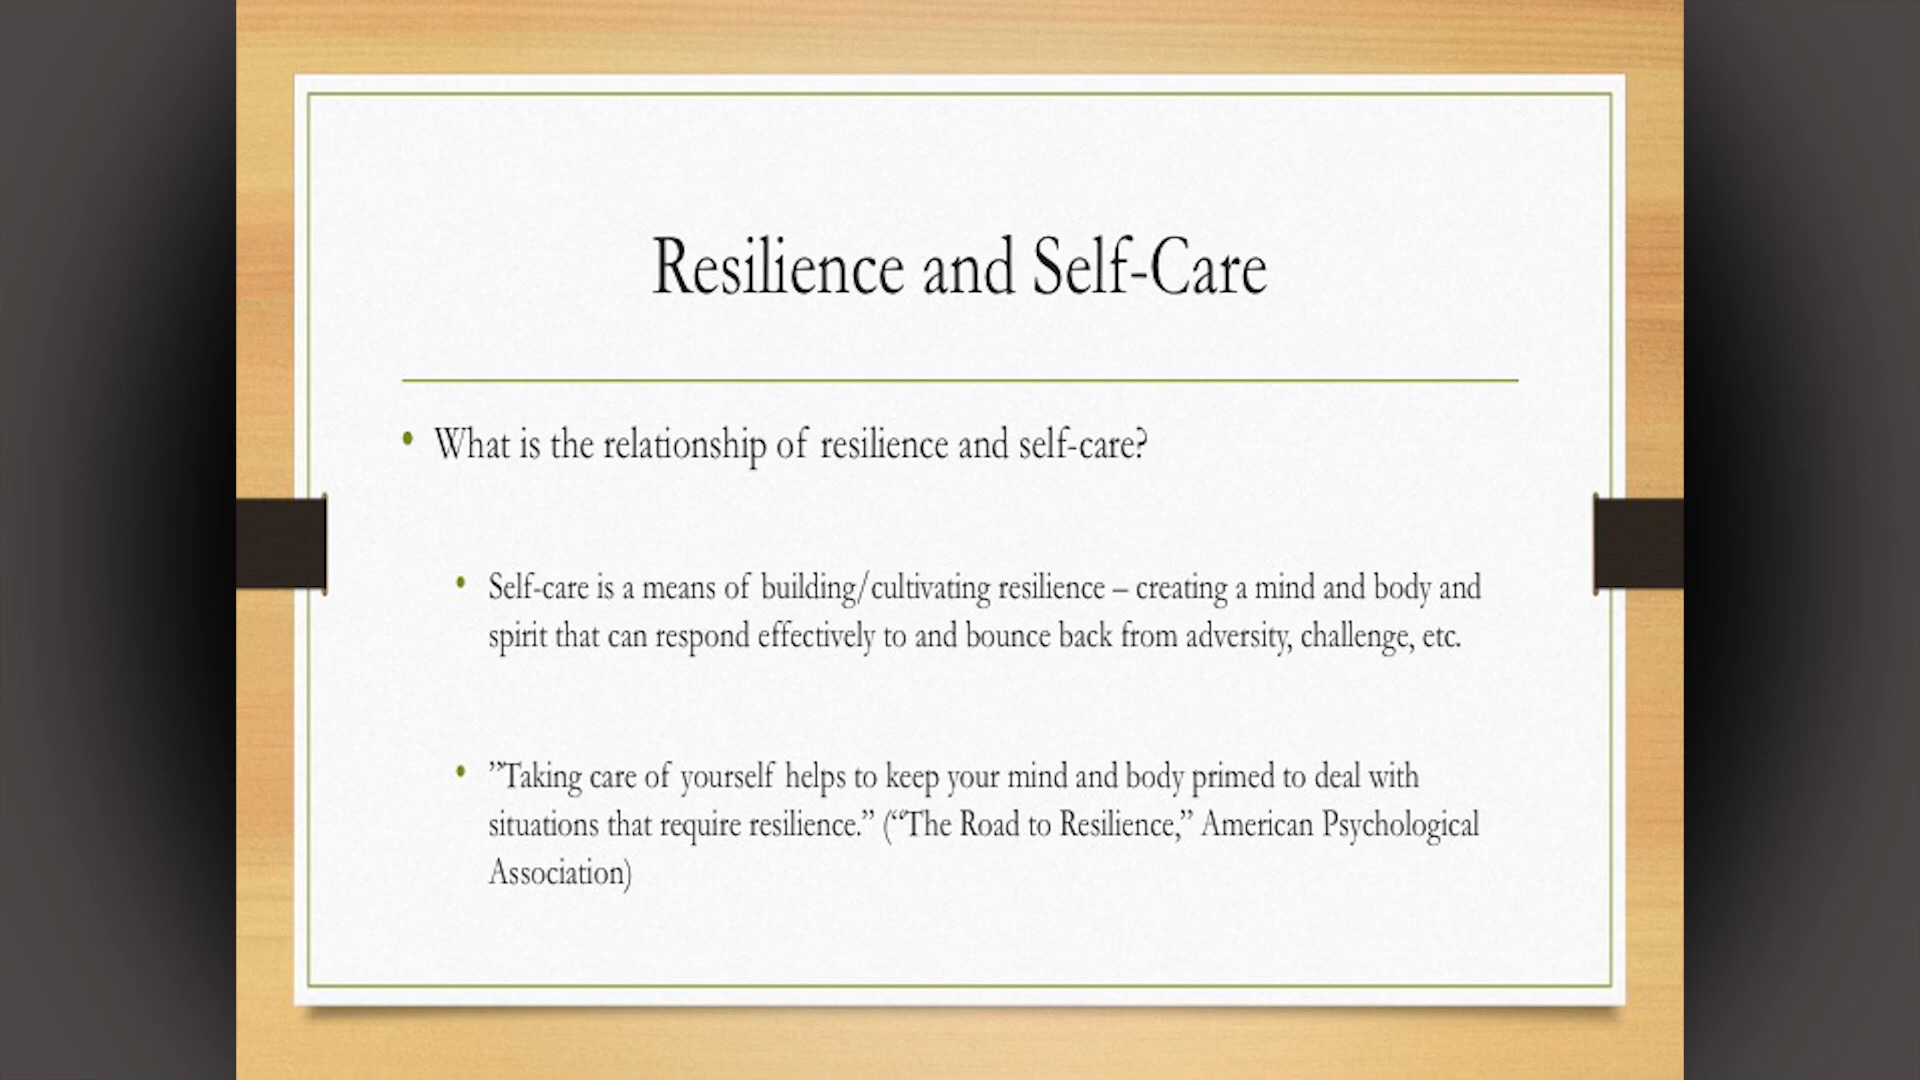 Resilience and Self-Care
• What is the relationship of resilience and self-care?
• Self-care is a means of building/cultivating resilience – creating a mind and body and
spirit that can respond effectively to and bounce back from adversity, challenge, etc.
• ”Taking care of yourself helps to keep your mind and body primed to deal with
situations that require resilience.” (“The Road to Resilience,” American Psychological
Association)